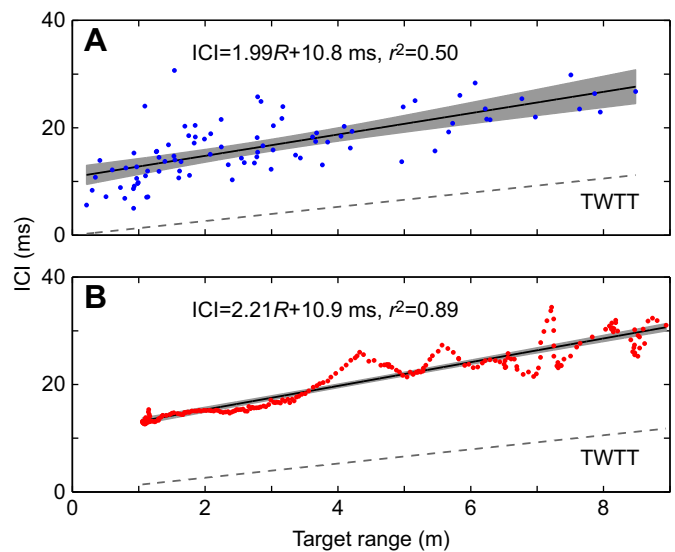 40
A
ICI=1.99R+10.8 ms, r²=0.50
20
TWTT
0
ICI (ms)
40
B
ICI=2.21R+10.9 ms, r²=0.89
20
TWTT
0
0 2 4 6 8
Target range (m)